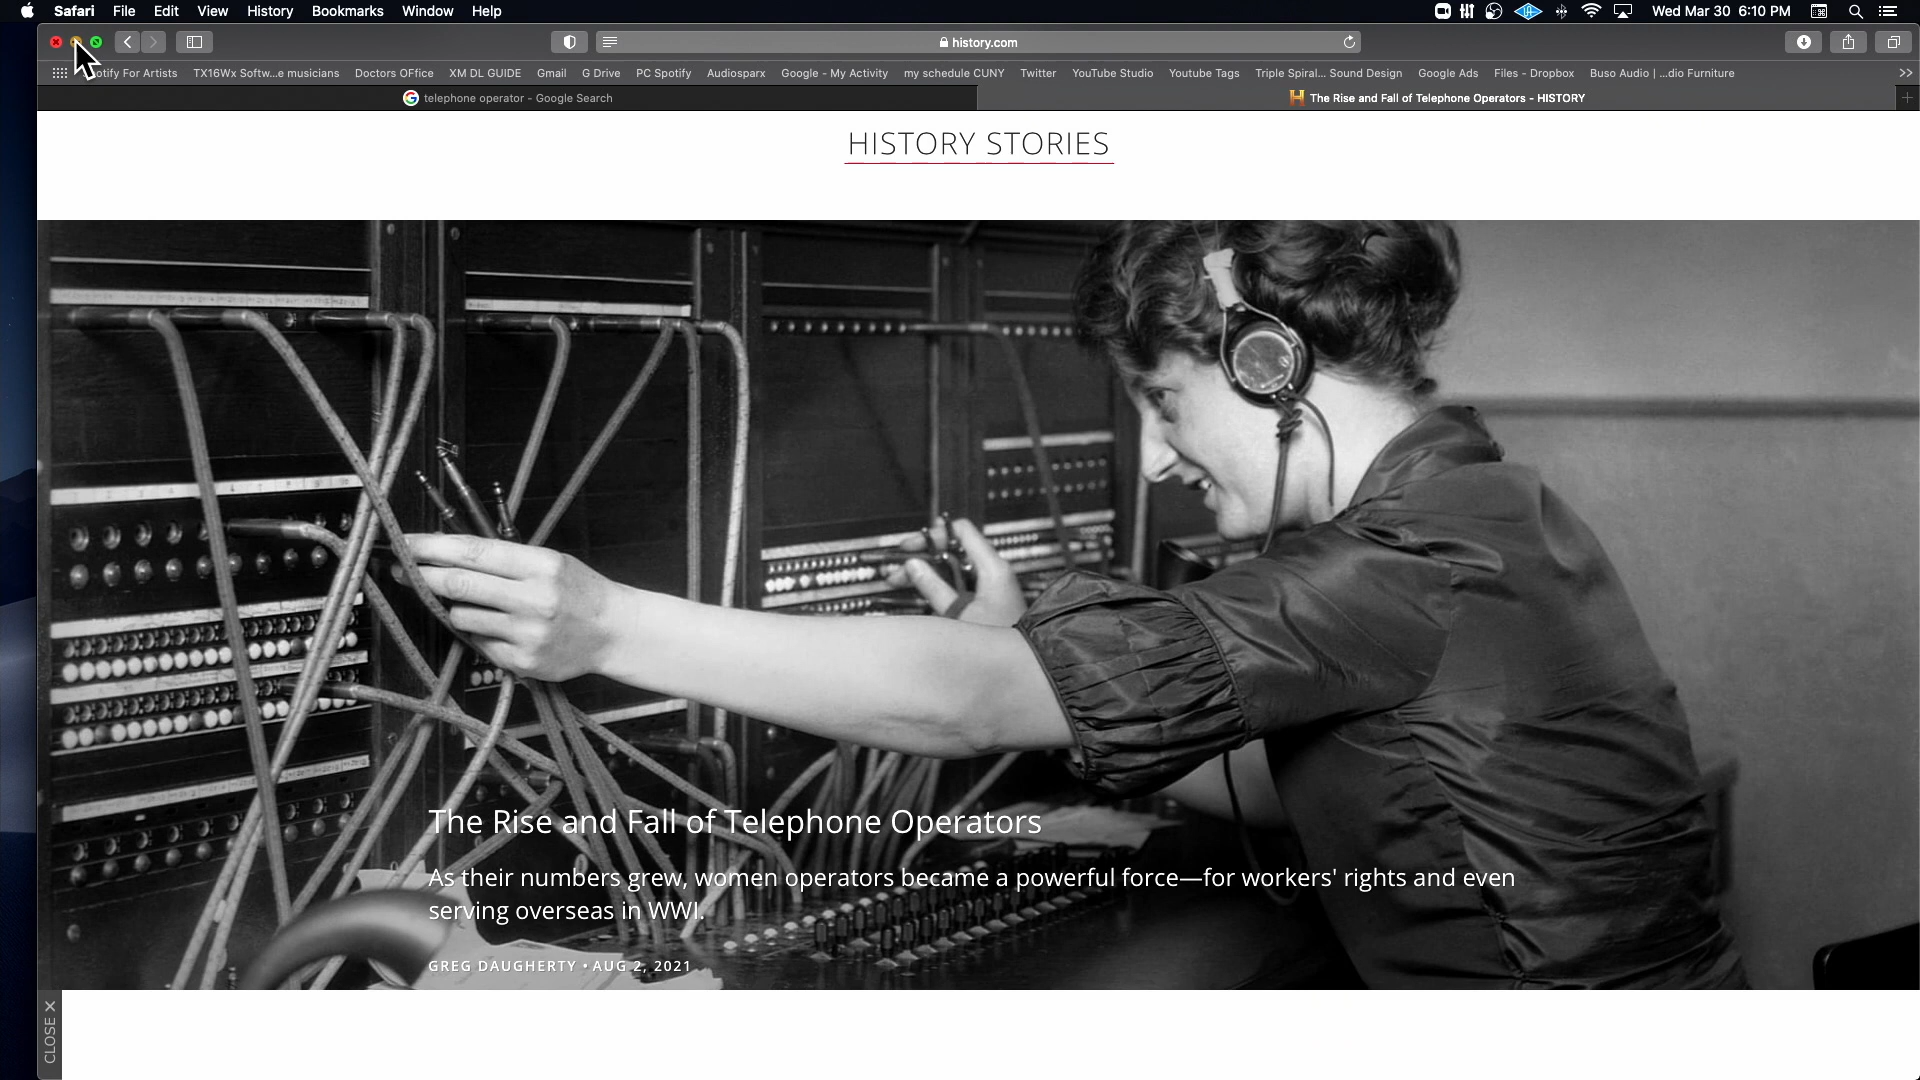 Safari File Edit View History Bookmarks Window Help Wed Mar 30 6:10 PM
history.com
otify For Artists TX16Wx Softw...e musicians Doctors OFfice XM DL GUIDE Gmail G Drive PC Spotify Audiosparx Google - My Activity my schedule CUNY Twitter YouTube Studio Youtube Tags Triple Spiral... Sound Design Google Ads Files - Dropbox Buso Audio | ...dio Furniture
telephone operator - Google Search The Rise and Fall of Telephone Operators - HISTORY
HISTORY STORIES
The Rise and Fall of Telephone Operators
As their numbers grew, women operators became a powerful force—for workers' rights and even
serving overseas in WWI.
GREG DAUGHERTY • AUG 2, 2021
CLOSE X